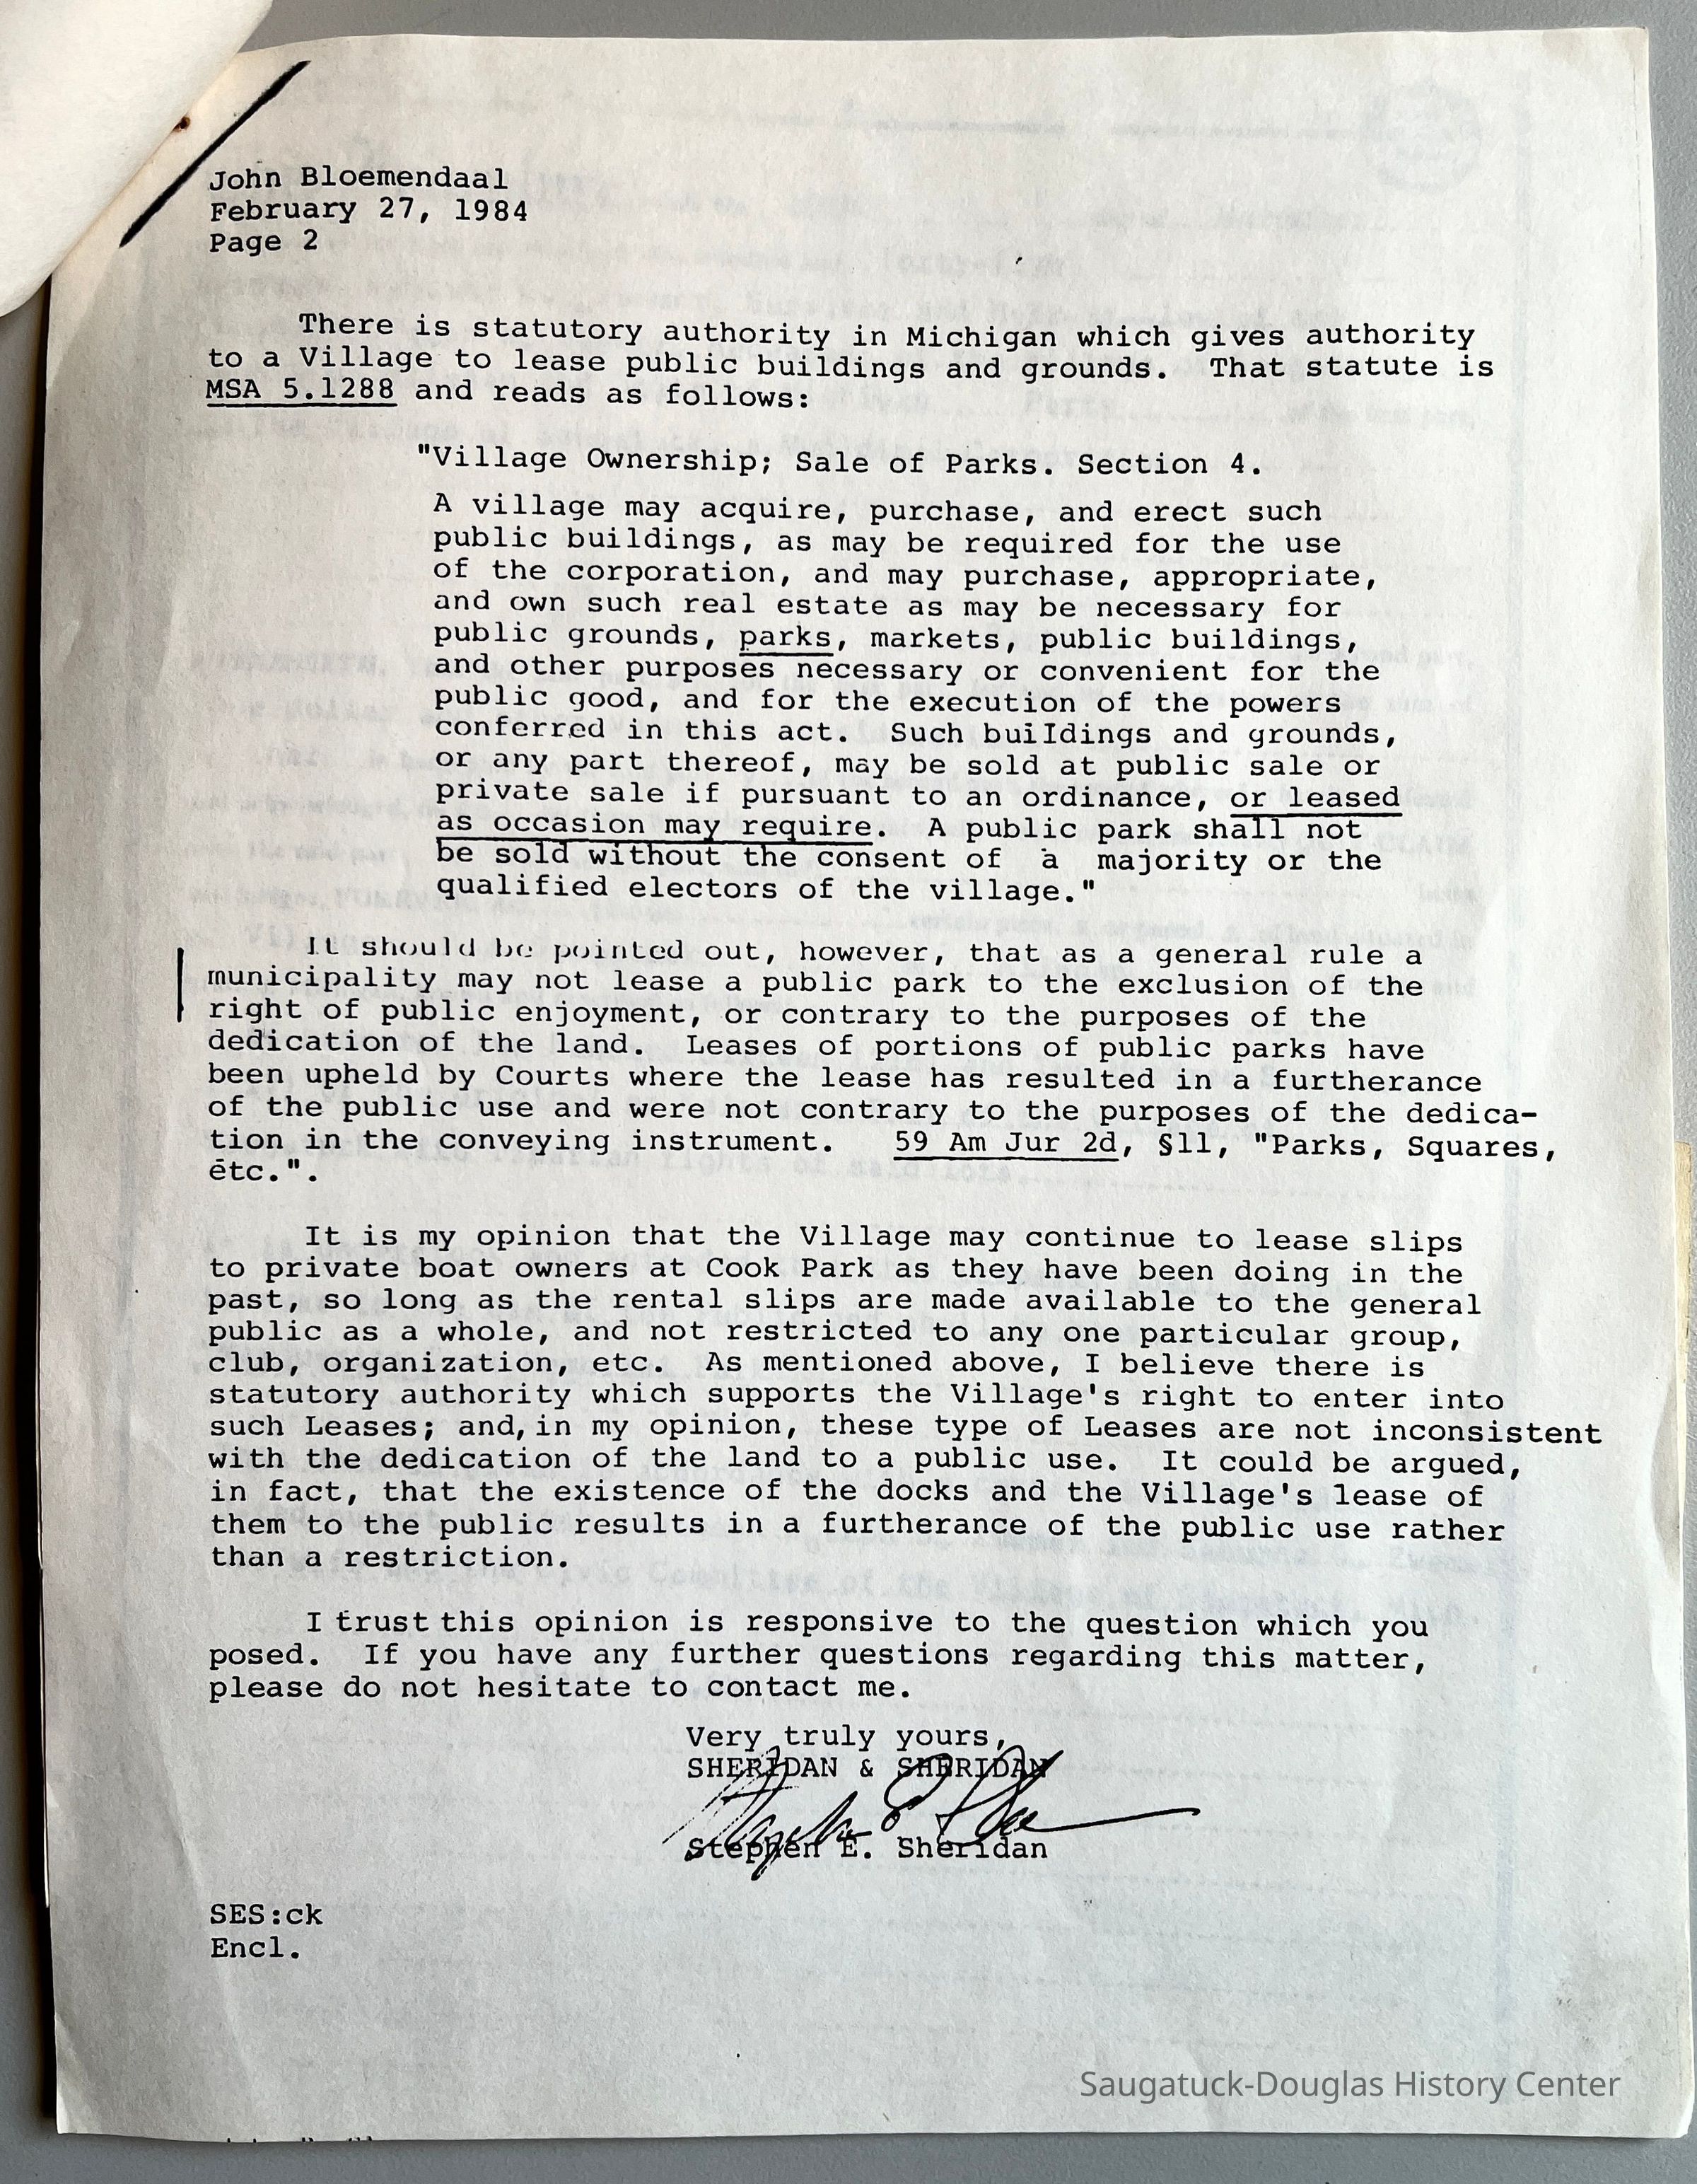 John Bloemendaal
February 27, 1984
Page 2
There is statutory authority in Michigan which gives authority
to a Village to lease public buildings and grounds. That statute is
MSA 5.1288 and reads as follows:
"Village Ownership; Sale of Parks. Section 4.
A village may acquire, purchase, and erect such
public buildings, as may be required for the use
of the corporation, and may purchase, appropriate,
and own such real estate as may be necessary for
public grounds, parks, markets, public buildings,
and other purposes necessary or convenient for the
public good, and for the execution of the powers
conferred in this act. Such buildings and grounds,
or any part thereof, may be sold at public sale or
private sale if pursuant to an ordinance, or leased
as occasion may require. A public park shall not
be sold without the consent of a majority or the
qualified electors of the village."
It should be pointed out, however, that as a general rule a
municipality may not lease a public park to the exclusion of the
right of public enjoyment, or contrary to the purposes of the
dedication of the land. Leases of portions of public parks have
been upheld by Courts where the lease has resulted in a furtherance
of the public use and were not contrary to the purposes of the dedica-
tion in the conveying instrument. 59 Am Jur 2d, §11, "Parks, Squares,
etc.".
It is my opinion that the Village may continue to lease slips
to private boat owners at Cook Park as they have been doing in the
past, so long as the rental slips are made available to the general
public as a whole, and not restricted to any one particular group,
club, organization, etc. As mentioned above, I believe there is
statutory authority which supports the Village's right to enter into
such Leases; and, in my opinion, these type of Leases are not inconsistent
with the dedication of the land to a public use. It could be argued,
in fact, that the existence of the docks and the Village's lease of
them to the public results in a furtherance of the public use rather
than a restriction.
I trust this opinion is responsive to the question which you
posed. If you have any further questions regarding this matter,
please do not hesitate to contact me.
Very truly yours,
SHERIDAN & SHERIDAN
Stephen E. Sheridan
SES:ck
Encl.
Saugatuck-Douglas History Center